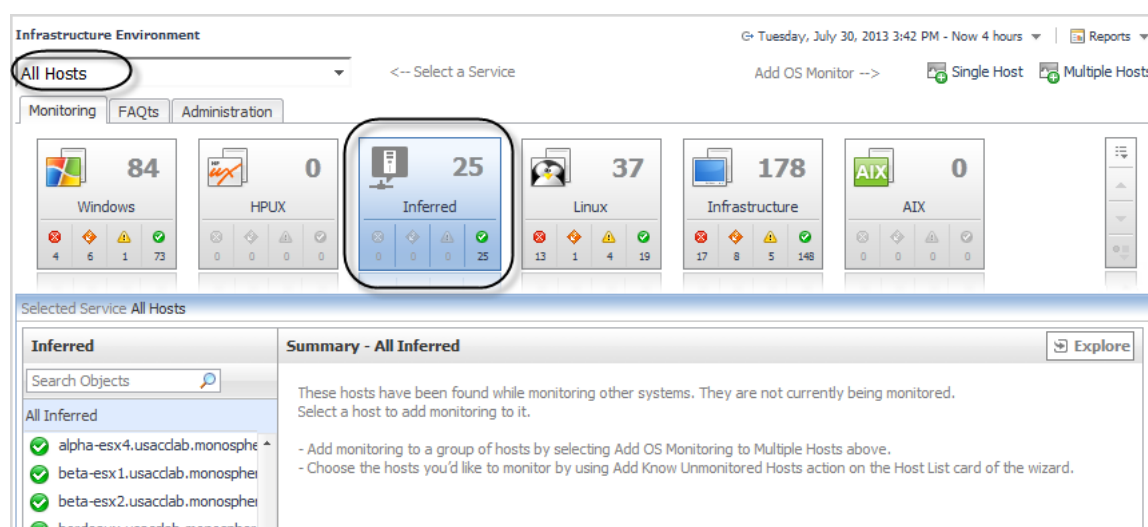 Infrastructure Environment
Tuesday, July 30, 2013 3:42 PM - Now 4 hours
Reports
All Hosts
<-- Select a Service
Add OS Monitor -->
Single Host
Multiple Hosts
Monitoring
FAQts
Administration
84
0
25
37
178
0
Windows
HPUX
Inferred
Linux
Infrastructure
AIX
AIX
4 6 1 73
0 0 0 0
0 0 0 25
13 1 4 19
17 8 5 148
0 0 0 0
Selected Service All Hosts
Inferred
Summary - All Inferred
Explore
Search Objects
These hosts have been found while monitoring other systems. They are not currently being monitored.
Select a host to add monitoring to it.
All Inferred
alpha-esx4.usacclab.monosphe
- Add monitoring to a group of hosts by selecting Add OS Monitoring to Multiple Hosts above.
- Choose the hosts you'd like to monitor by using Add Know Unmonitored Hosts action on the Host List card of the wizard.
beta-esx1.usacclab.monospher
beta-esx2.usacclab.monospher